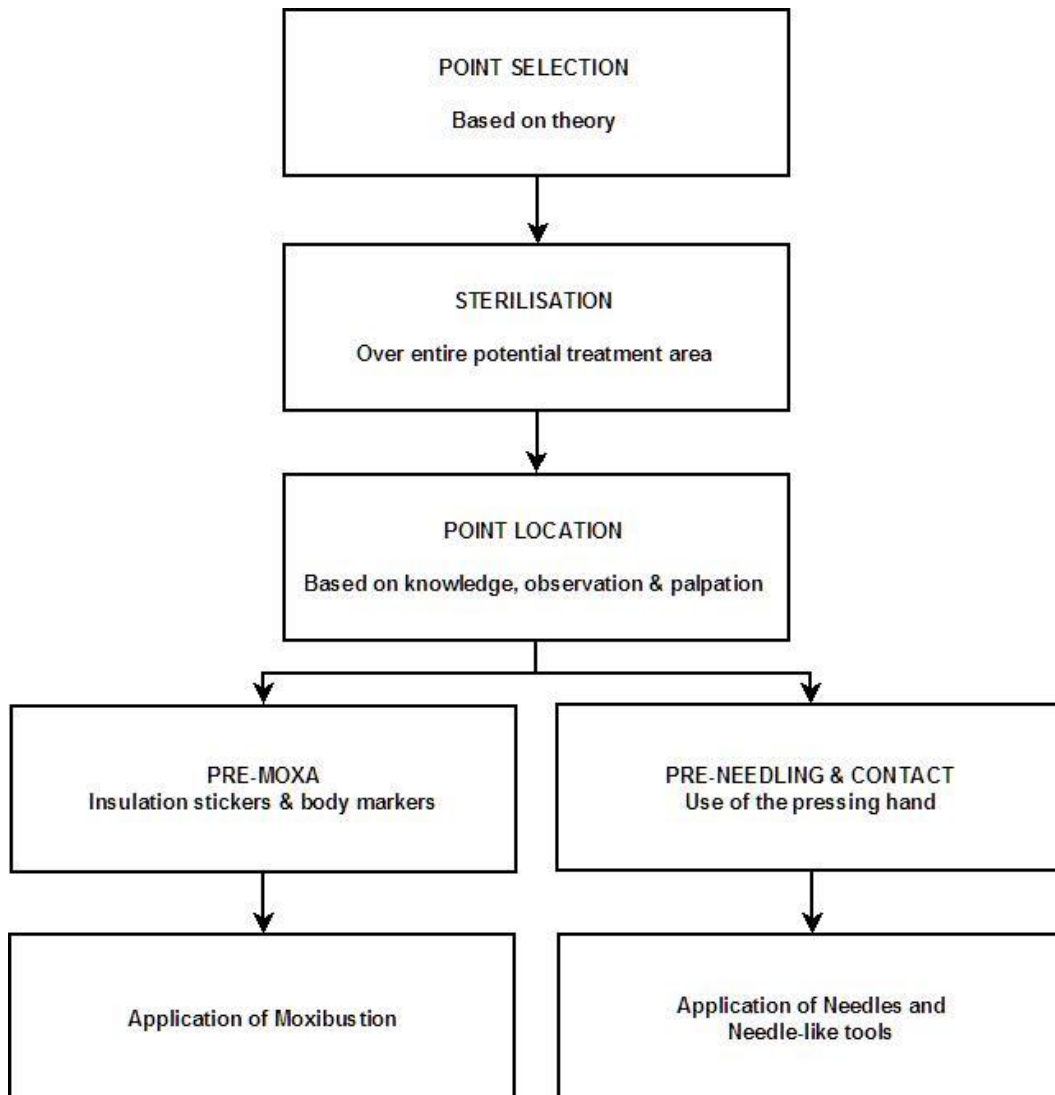 POINT SELECTION
Based on theory
STERILISATION
Over entire potential treatment area
POINT LOCATION
Based on knowledge, observation & palpation
PRE-MOXA
Insulation stickers & body markers
PRE-NEEDLING & CONTACT
Use of the pressing hand
Application of Moxibustion
Application of Needles and
Needle-like tools